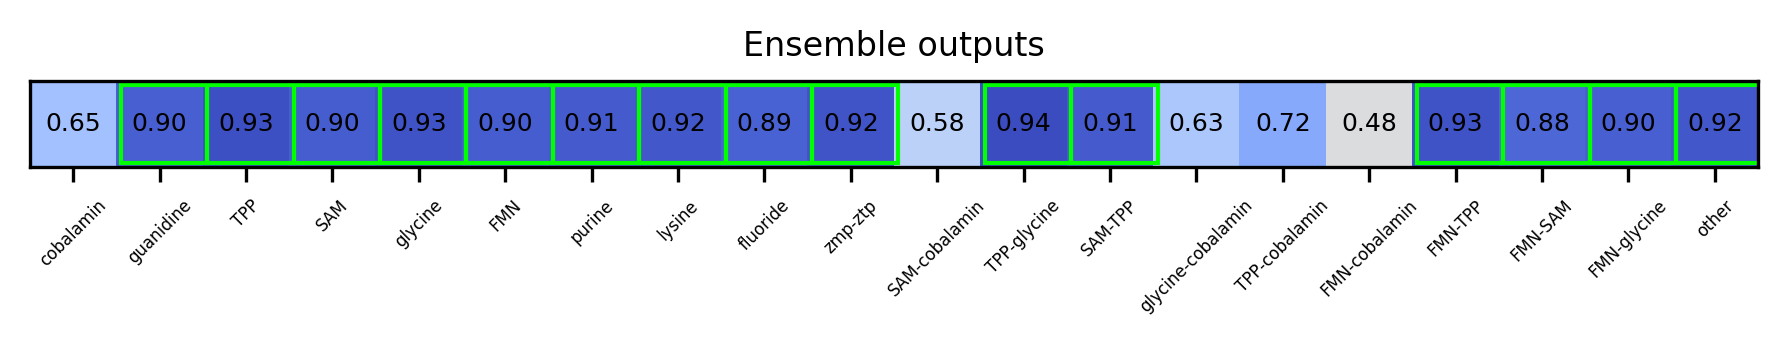 Ensemble outputs
0.65 0.90 0.93 0.90 0.93 0.90 0.91 0.92 0.89 0.92 0.58 0.94 0.91 0.63 0.72 0.48 0.93 0.88 0.90 0.92
cobalamin guanidine TPP SAM glycine FMN purine lysine fluoride zmp-ztp SAM-cobalamin TPP-glycine SAM-TPP glycine-cobalamin TPP-cobalamin FMN-cobalamin FMN-TPP FMN-SAM FMN-glycine other